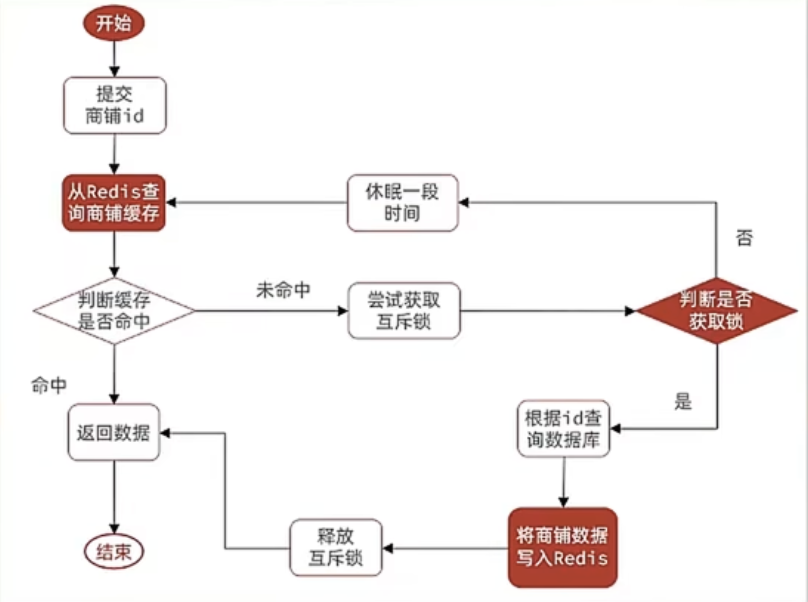 开始
提交
商铺id
从Redis查
询商铺缓存
休眠一段
时间
否
判断缓存
是否命中
未命中
尝试获取
互斥锁
判断是否
获取锁
命中
是
返回数据
根据id查
询数据库
将商铺数据
写入Redis
释放
互斥锁
结束